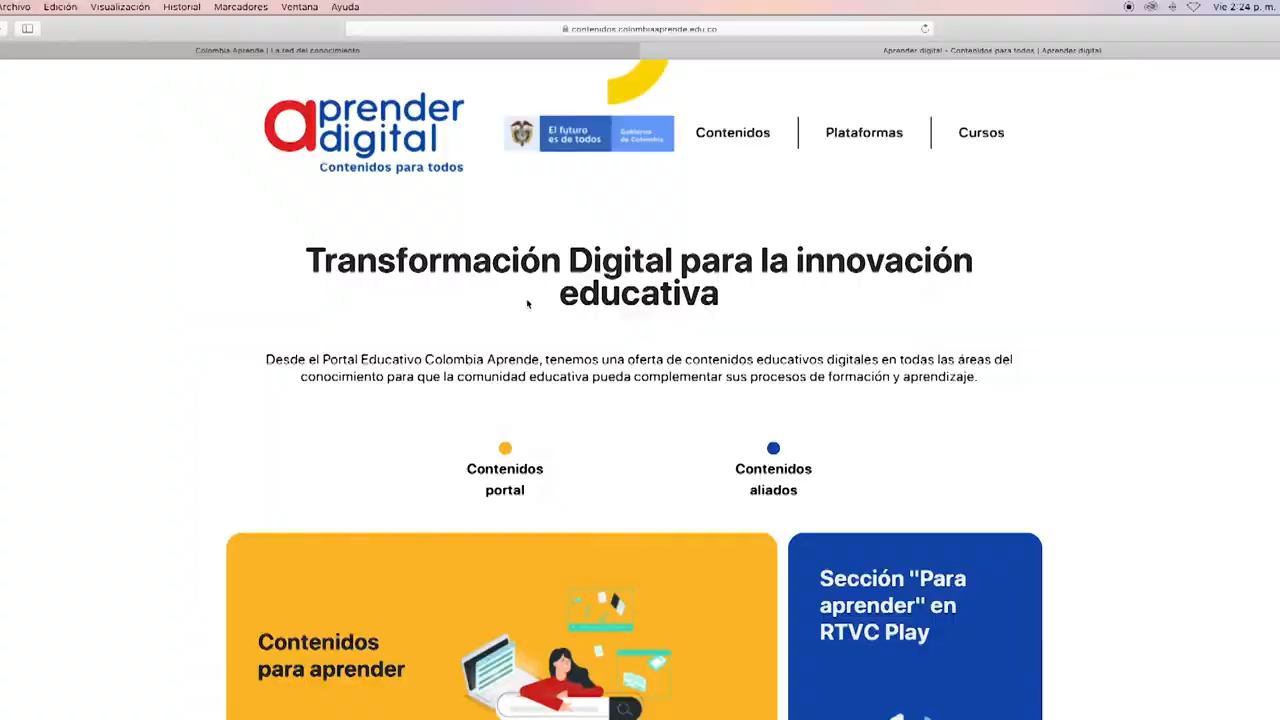 Archivo Edición Visualización Historial Marcadores Ventana Ayuda
Vie 2:24 p. m.
contenidos.colombiaaprende.edu.co
Colombia Aprende | La red del conocimiento
Aprender digital - Contenidos para todos | Aprender digital
aprender
digital
Contenidos para todos
El futuro
es de todos
Gobierno
de Colombia
Contenidos
Plataformas
Cursos
Transformación Digital para la innovación
educativa
Desde el Portal Educativo Colombia Aprende, tenemos una oferta de contenidos educativos digitales en todas las áreas del
conocimiento para que la comunidad educativa pueda complementar sus procesos de formación y aprendizaje.
Contenidos
portal
Contenidos
aliados
Contenidos
para aprender
Sección "Para
aprender" en
RTVC Play